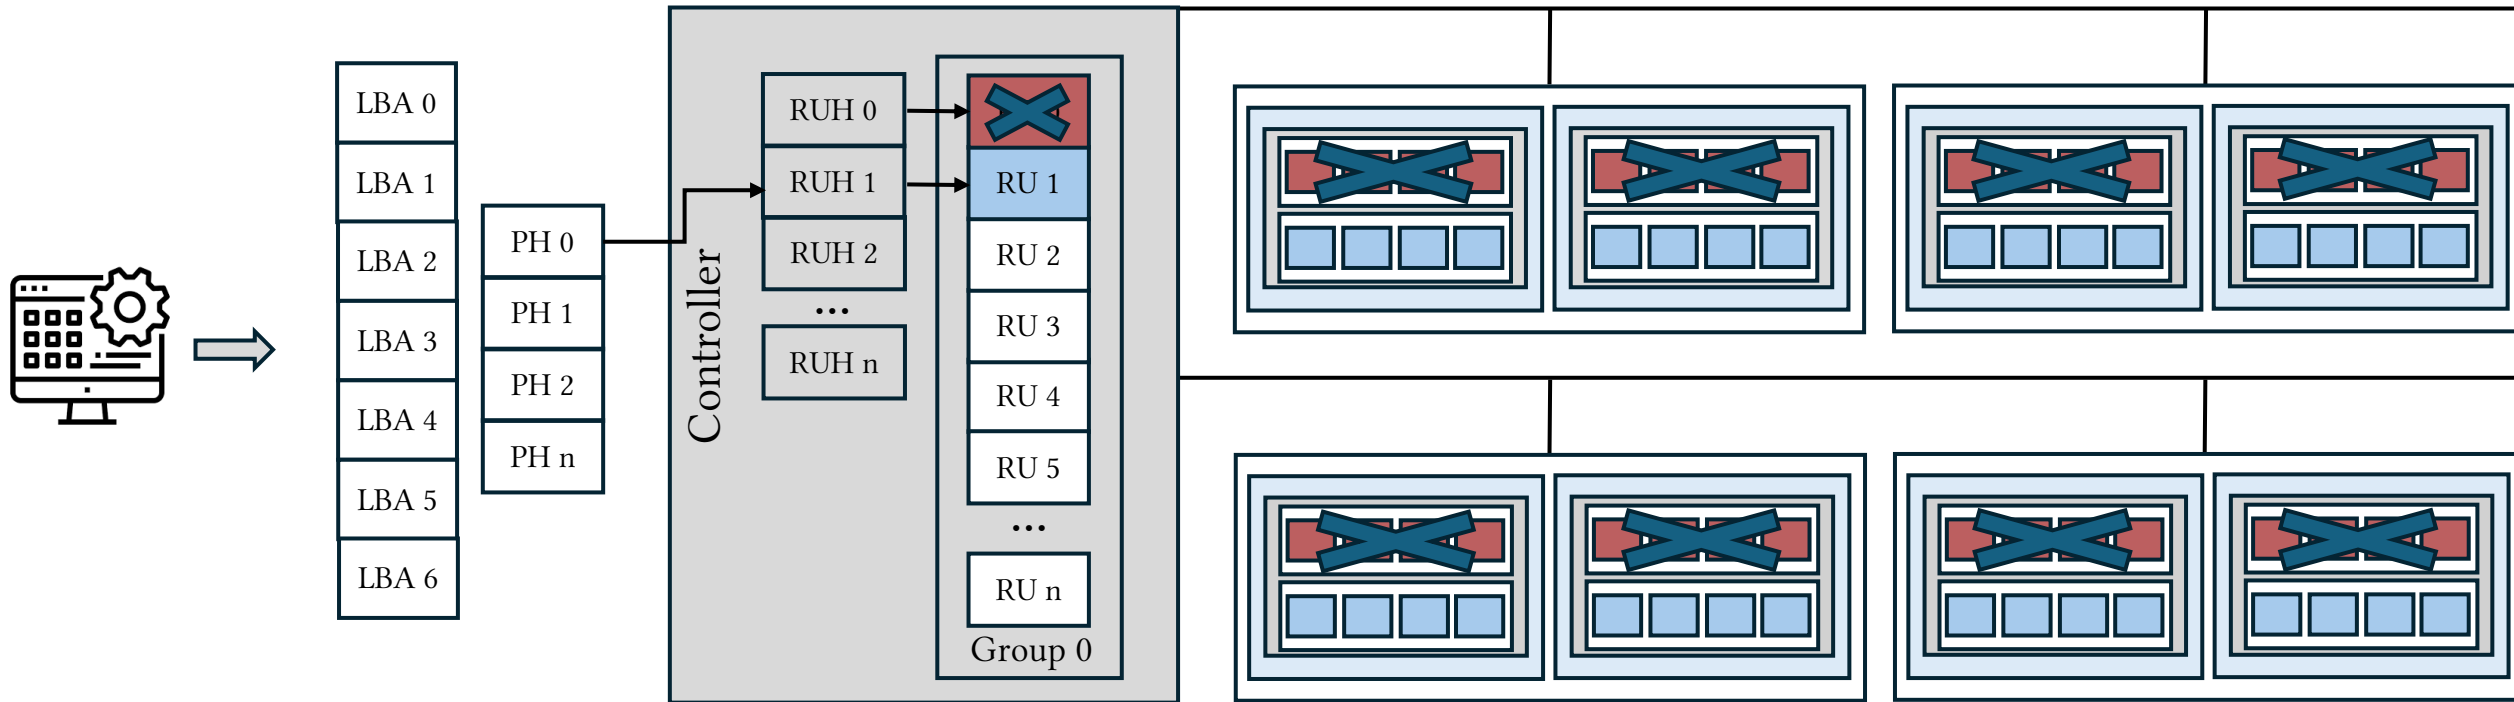 LBA 0
LBA 1
LBA 2
LBA 3
LBA 4
LBA 5
LBA 6
PH 0
PH 1
PH 2
PH n
Controller
RUH 0
RUH 1
RUH 2
...
RUH n
RU 1
RU 2
RU 3
RU 4
RU 5
...
RU n
Group 0